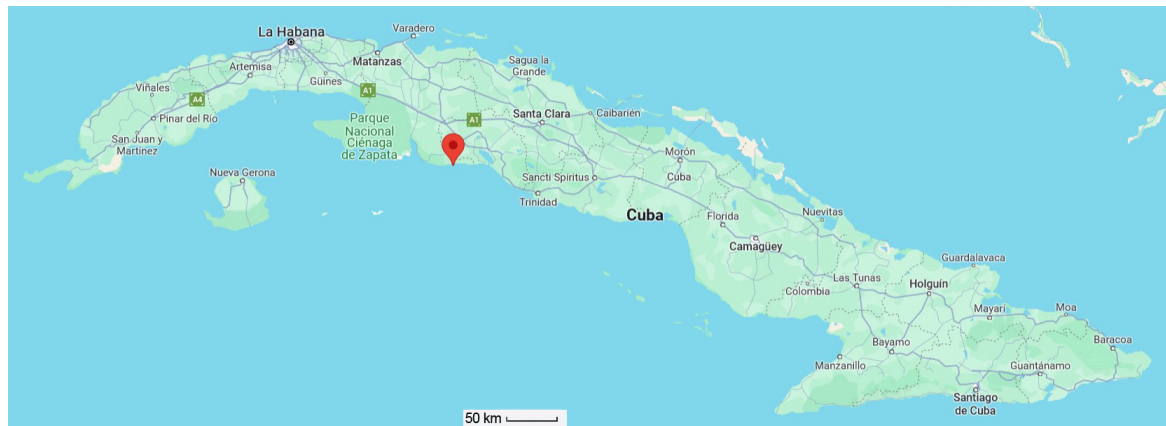 La Habana
Varadero
Matanzas
Sagua la
Grande
Artemisa
Güines
Viñales
A4
A1
A1
Pinar del Río
San Juan y
Martinez
Parque
Nacional
Ciénaga
de Zapata
Santa Clara
Caibarién
Nueva Gerona
Sancti Spíritus
Trinidad
Morón
Cuba
Cuba
Florida
Nuevitas
Camagüey
Guardalavaca
Colombia
Las Tunas
Holguín
Mayarí
Moa
Baracoa
Manzanillo
Bayamo
Guantánamo
Santiago
de Cuba
50 km